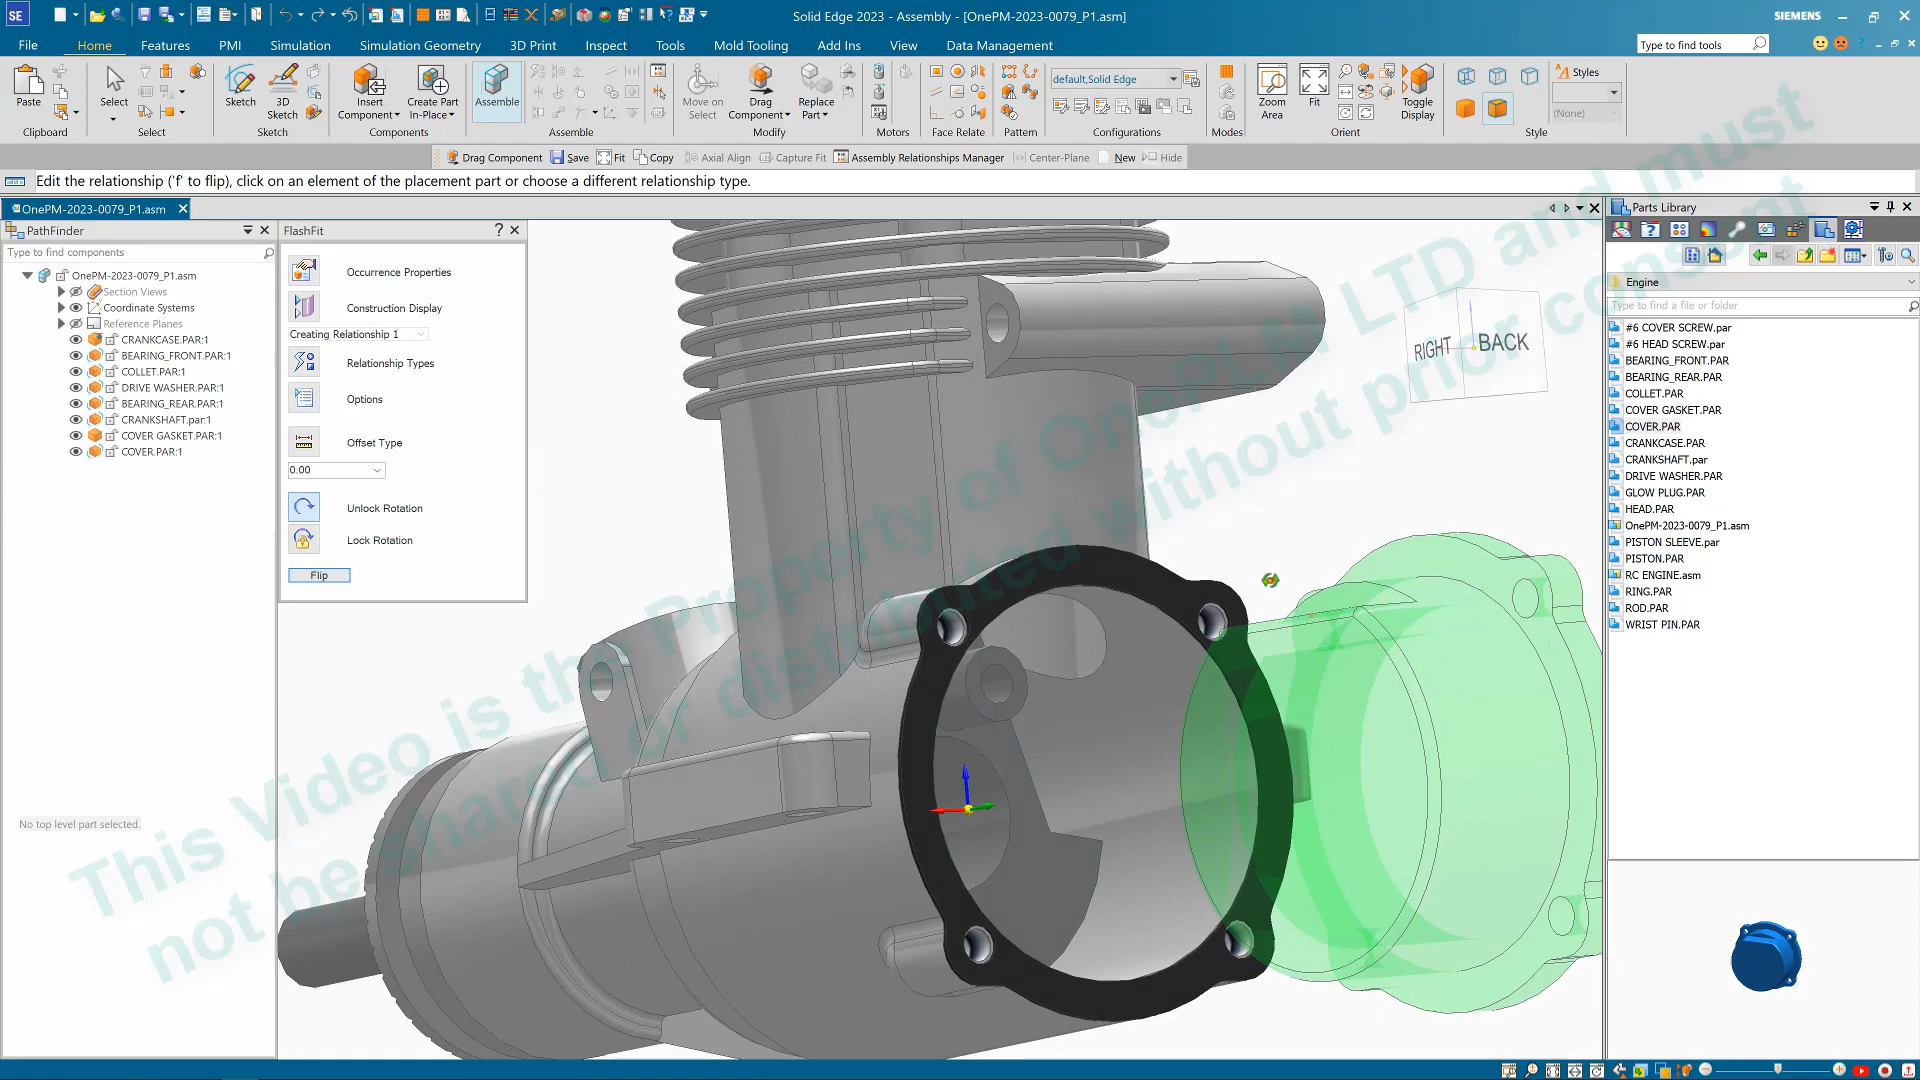 SE
Solid Edge 2023 - Assembly - [OnePM-2023-0079_P1.asm]
SIEMENS
File
Home
Features
PMI
Simulation
Simulation Geometry
3D Print
Inspect
Tools
Mold Tooling
Add Ins
View
Data Management
Type to find tools
Paste
Select
Sketch
3D Sketch
Insert Component
Create Part In-Place
Assemble
Move on Select
Drag Component
Replace Part
default,Solid Edge
Zoom Area
Fit
Toggle Display
Styles
(None)
Clipboard
Select
Sketch
Components
Assemble
Modify
Motors
Face Relate
Pattern
Configurations
Modes
Orient
Style
Drag Component
Save
Fit
Copy
Axial Align
Capture Fit
Assembly Relationships Manager
Center-Plane
New
Hide
Edit the relationship ('f' to flip), click on an element of the placement part or choose a different relationship type.
OnePM-2023-0079_P1.asm
PathFinder
Type to find components
OnePM-2023-0079_P1.asm
Section Views
Coordinate Systems
Reference Planes
CRANKCASE.PAR:1
BEARING_FRONT.PAR:1
COLLET.PAR:1
DRIVE WASHER.PAR:1
BEARING_REAR.PAR:1
CRANKSHAFT.par:1
COVER GASKET.PAR:1
COVER.PAR:1
No top level part selected.
FlashFit
?
Occurrence Properties
Construction Display
Creating Relationship 1
Relationship Types
Options
Offset Type
0.00
Unlock Rotation
Lock Rotation
Flip
RIGHT
BACK
Parts Library
Engine
Type to find a file or folder
#6 COVER SCREW.par
#6 HEAD SCREW.par
BEARING_FRONT.PAR
BEARING_REAR.PAR
COLLET.PAR
COVER GASKET.PAR
COVER.PAR
CRANKCASE.PAR
CRANKSHAFT.par
DRIVE WASHER.PAR
GLOW PLUG.PAR
HEAD.PAR
OnePM-2023-0079_P1.asm
PISTON SLEEVE.par
PISTON.PAR
RC ENGINE.asm
RING.PAR
ROD.PAR
WRIST PIN.PAR
This Video is the Property of OnePLM LTD and must
not be shared or distributed without prior consent